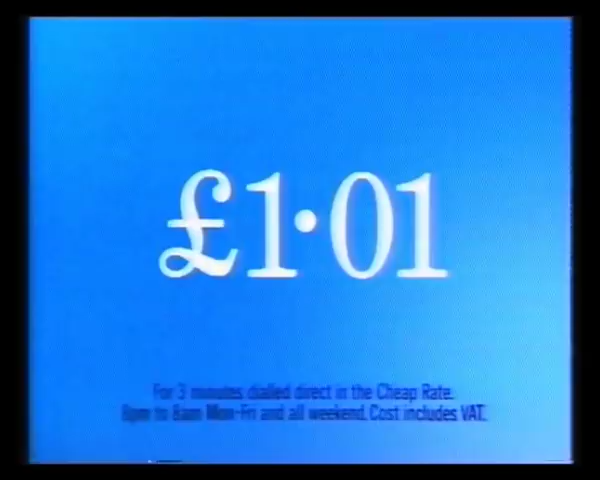 £1·01
For 3 minutes dialled direct in the Cheap Rate.
8pm to 8am Mon-Fri and all weekend. Cost includes VAT.